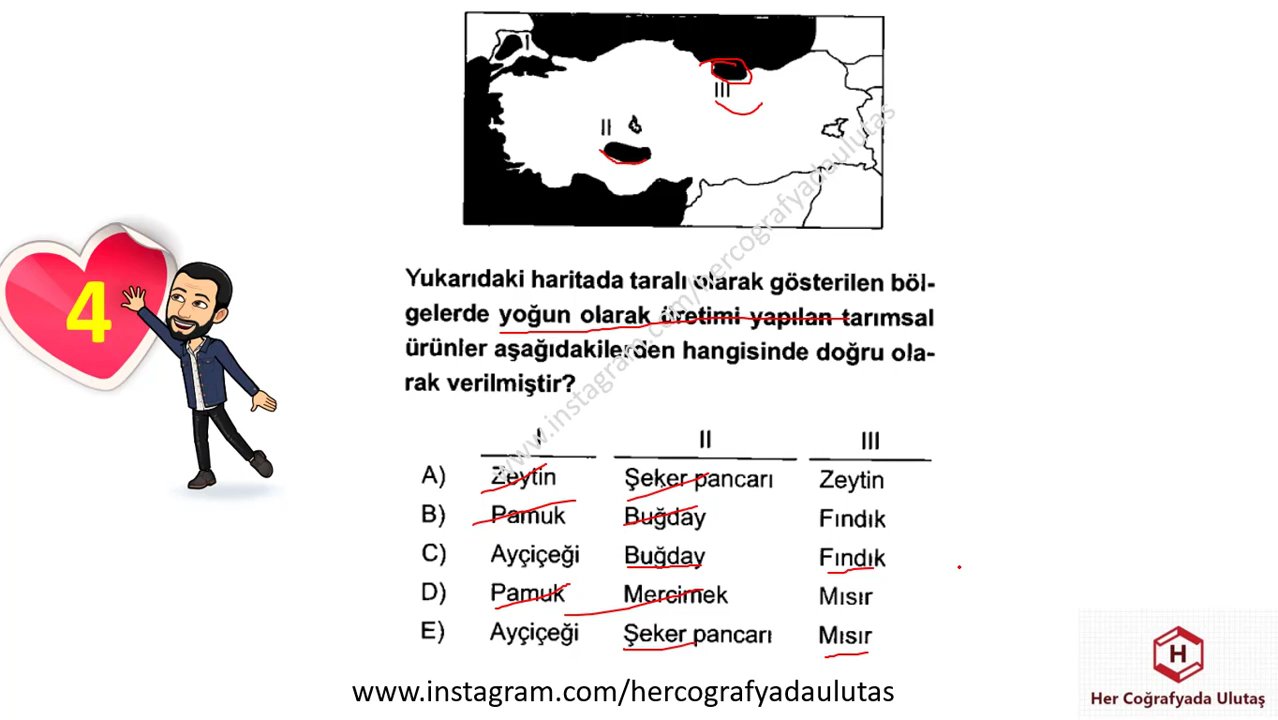 I
III
II
4
www.instagram.com/hercografyadaulutas
Yukarıdaki haritada taralı olarak gösterilen böl-
gelerde yoğun olarak üretimi yapılan tarımsal
ürünler aşağıdakilerden hangisinde doğru ola-
rak verilmiştir?
I II III
A) Zeytin Şeker pancarı Zeytin
B) Pamuk Buğday Fındık
C) Ayçiçeği Buğday Fındık
D) Pamuk Mercimek Mısır
E) Ayçiçeği Şeker pancarı Mısır
H
Her Coğrafyada Ulutaş
www.instagram.com/hercografyadaulutas